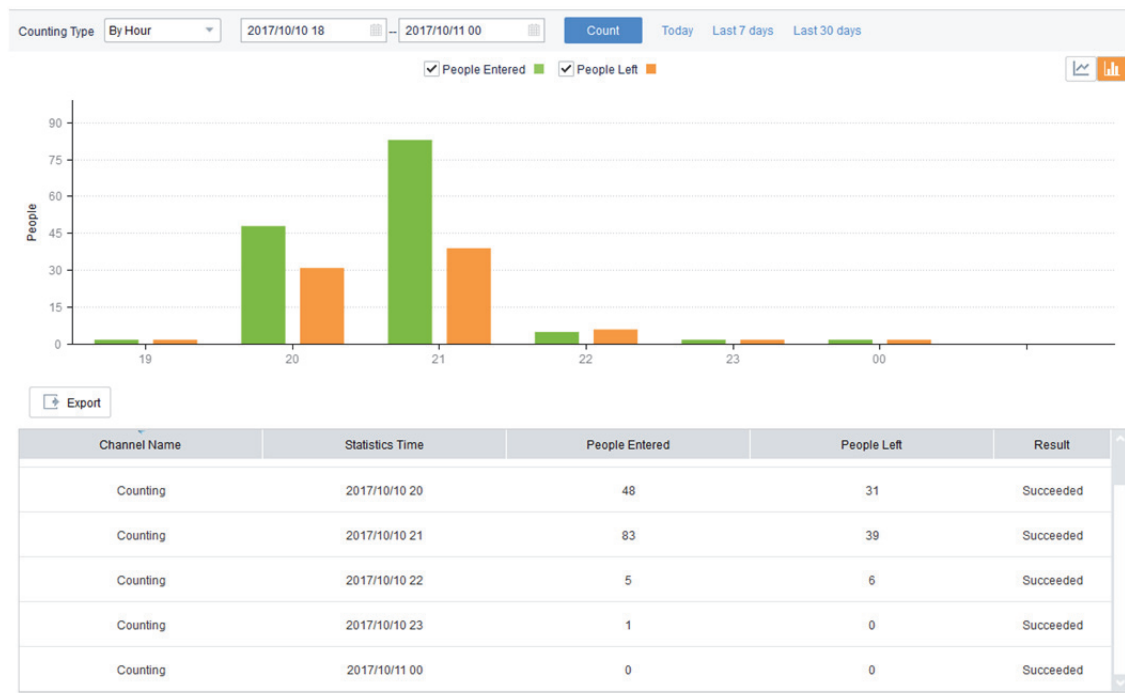 Counting Type By Hour 2017/10/10 18 -- 2017/10/11 00 Count Today Last 7 days Last 30 days
People Entered People Left
90
75
60
45
30
15
0
People
19 20 21 22 23 00
Export
Channel Name Statistics Time People Entered People Left Result
Counting 2017/10/10 20 48 31 Succeeded
Counting 2017/10/10 21 83 39 Succeeded
Counting 2017/10/10 22 5 6 Succeeded
Counting 2017/10/10 23 1 0 Succeeded
Counting 2017/10/11 00 0 0 Succeeded